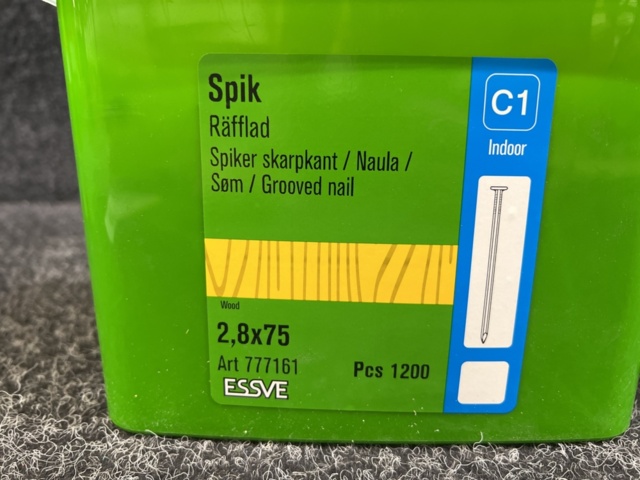 Spik
Räfflad
Spiker skarpkant / Naula /
Søm / Grooved nail
C1
Indoor
Wood
2,8x75
Art 777161
Pcs 1200
ESSVE